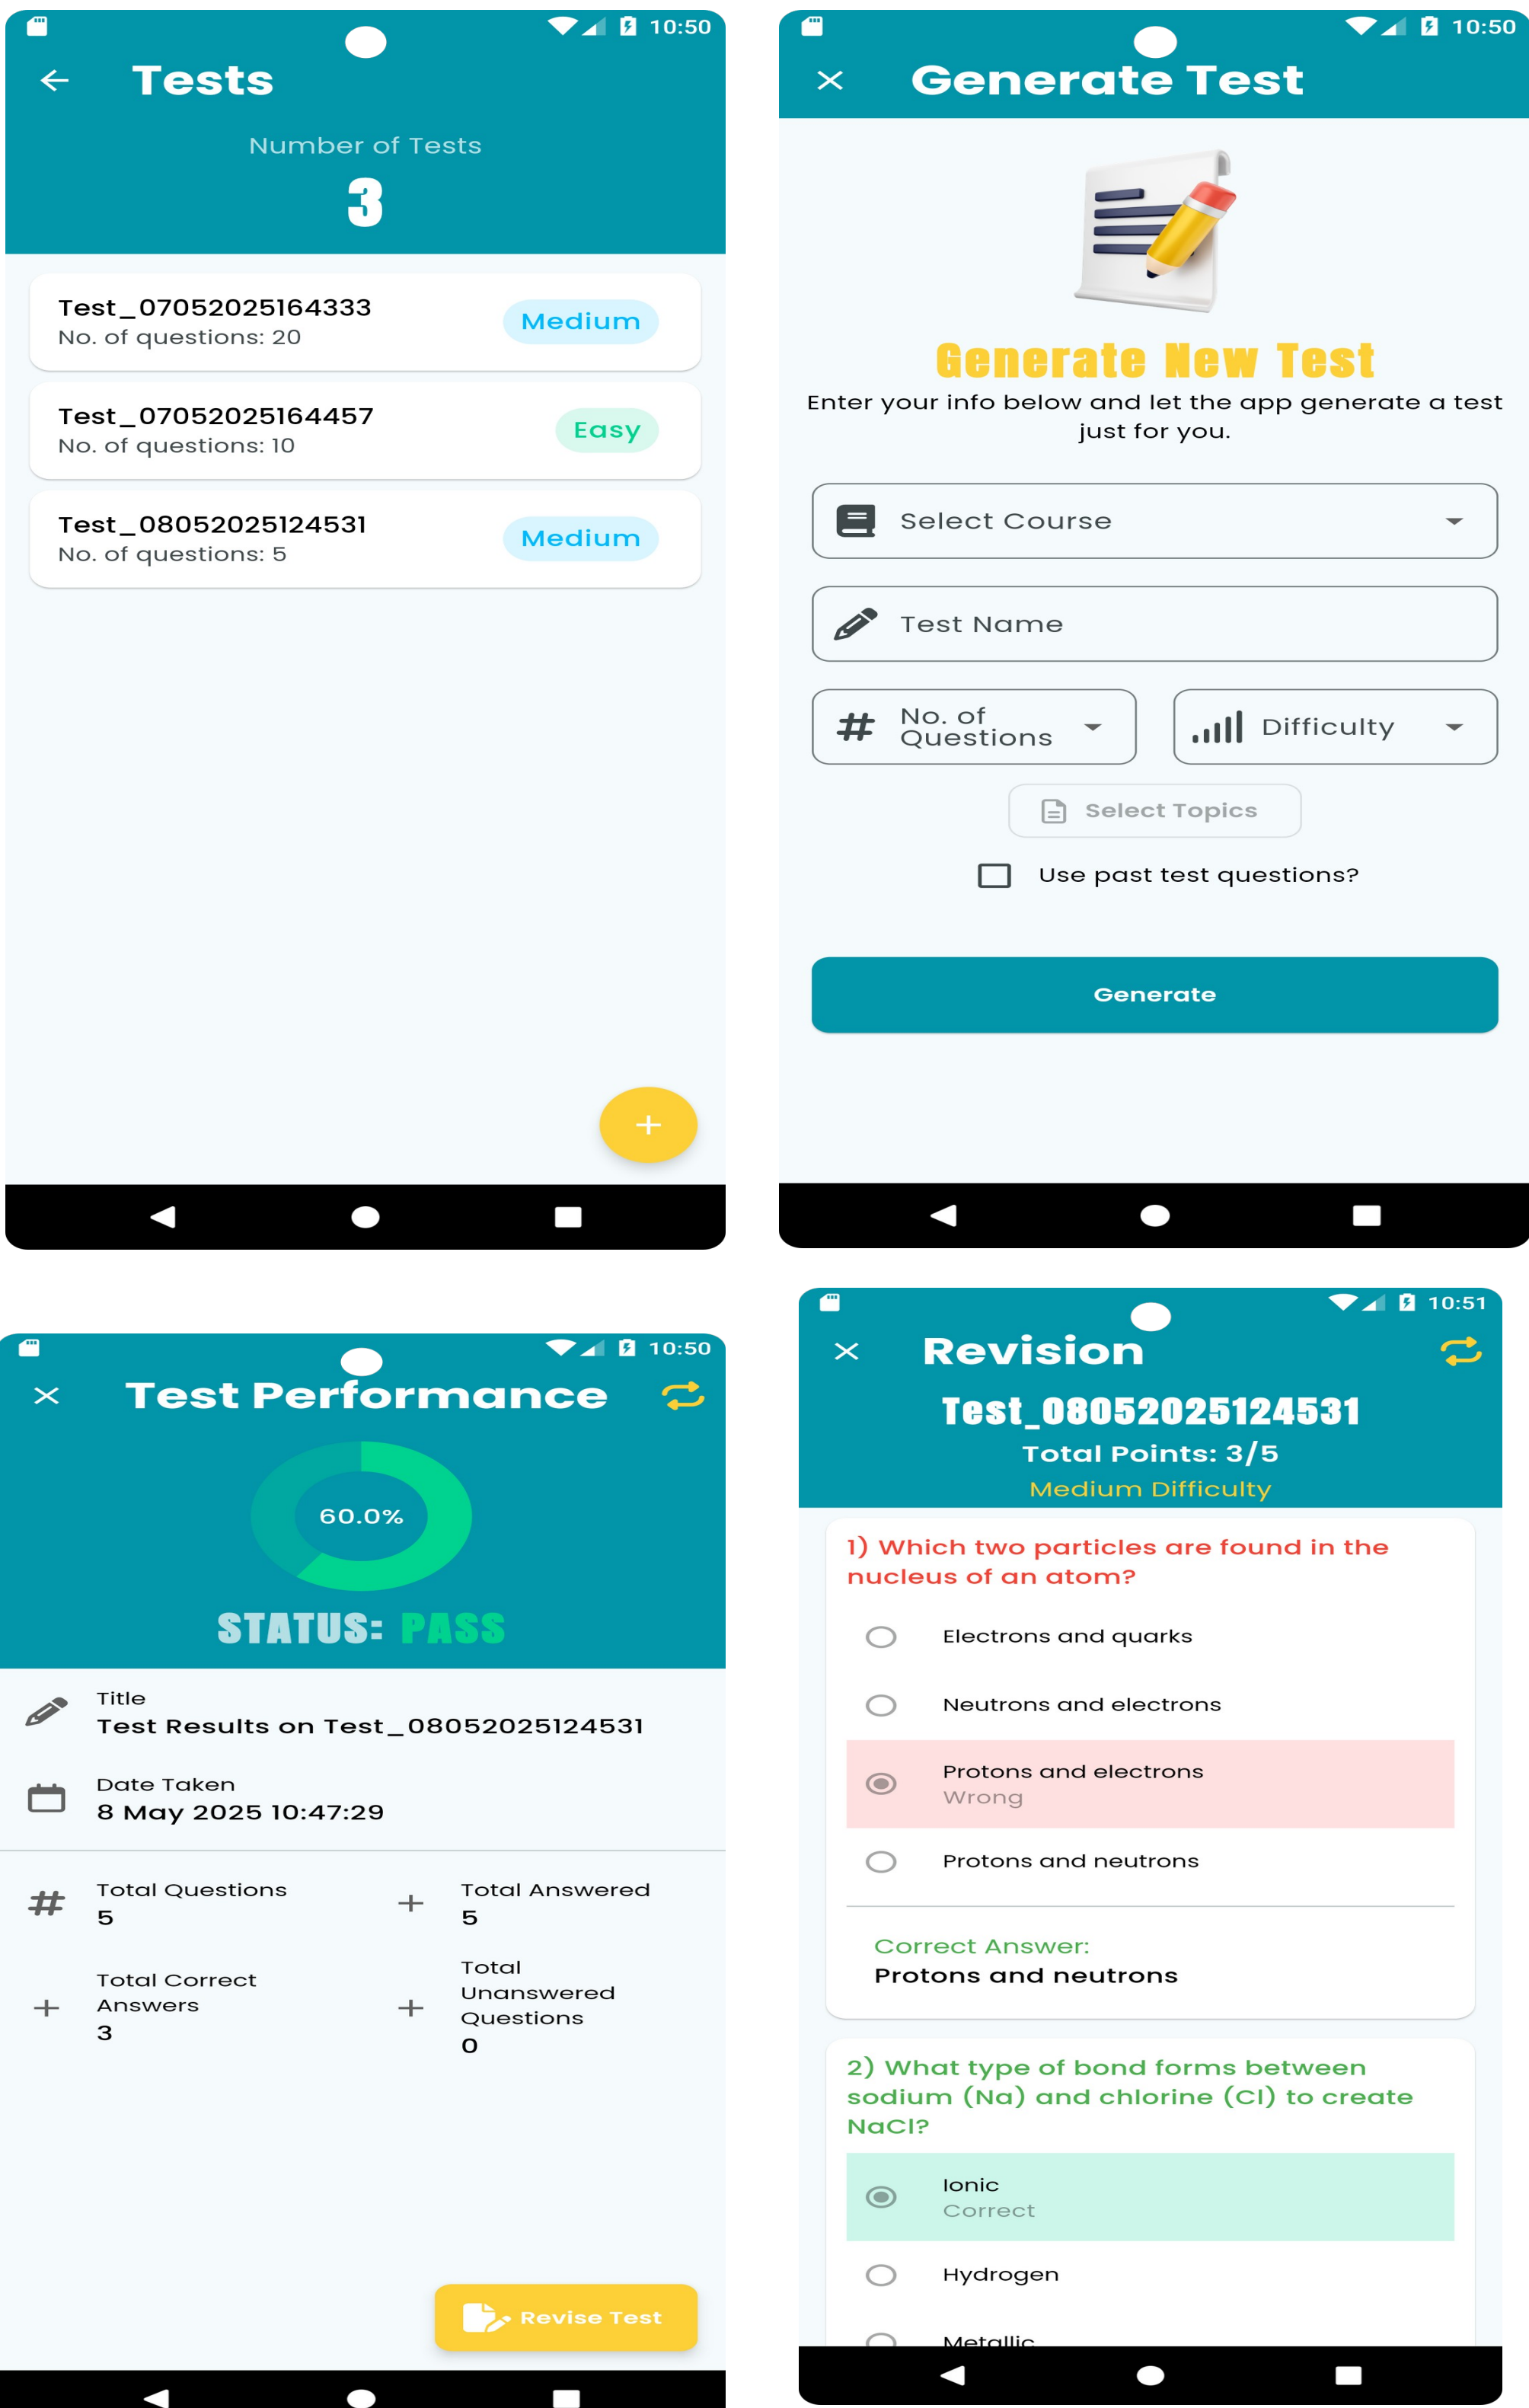 10:50
Tests
Number of Tests
3
Test_07052025164333
No. of questions: 20
Medium
Test_07052025164457
No. of questions: 10
Easy
Test_08052025124531
No. of questions: 5
Medium
10:50
Generate Test
Generate New Test
Enter your info below and let the app generate a test
just for you.
Select Course
Test Name
No. of
Questions
Difficulty
Select Topics
Use past test questions?
Generate
10:50
Test Performance
60.0%
STATUS: PASS
Title
Test Results on Test_08052025124531
Date Taken
8 May 2025 10:47:29
Total Questions
5
Total Answered
5
Total Correct
Answers
3
Total
Unanswered
Questions
0
Revise Test
10:51
Revision
Test_08052025124531
Total Points: 3/5
Medium Difficulty
1) Which two particles are found in the
nucleus of an atom?
Electrons and quarks
Neutrons and electrons
Protons and electrons
Wrong
Protons and neutrons
Correct Answer:
Protons and neutrons
2) What type of bond forms between
sodium (Na) and chlorine (Cl) to create
NaCl?
Ionic
Correct
Hydrogen
Metallic